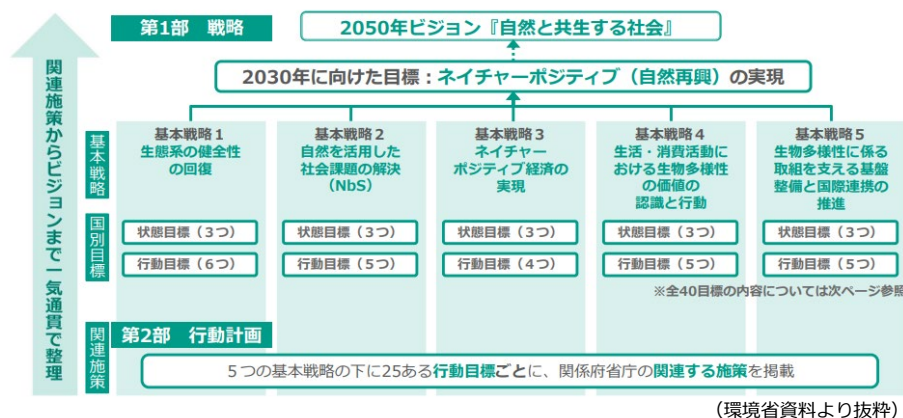 第1部 戦略
2050年ビジョン『自然と共生する社会』
2030年に向けた目標：ネイチャーポジティブ（自然再興）の実現
関連施策からビジョンまで一気通貫で整理
基本戦略
基本戦略1
生態系の健全性
の回復
基本戦略2
自然を活用した
社会課題の解決
（NbS）
基本戦略3
ネイチャー
ポジティブ経済の
実現
基本戦略4
生活・消費活動に
おける生物多様性
の価値の
認識と行動
基本戦略5
生物多様性に係る
取組を支える基盤
整備と国際連携の
推進
国別目標
状態目標（3つ）
状態目標（3つ）
状態目標（3つ）
状態目標（3つ）
状態目標（3つ）
行動目標（6つ）
行動目標（5つ）
行動目標（4つ）
行動目標（5つ）
行動目標（5つ）
※全40目標の内容については次ページ参照
関連施策
第2部 行動計画
５つの基本戦略の下に25ある行動目標ごとに、関係府省庁の関連する施策を掲載
（環境省資料より抜粋）